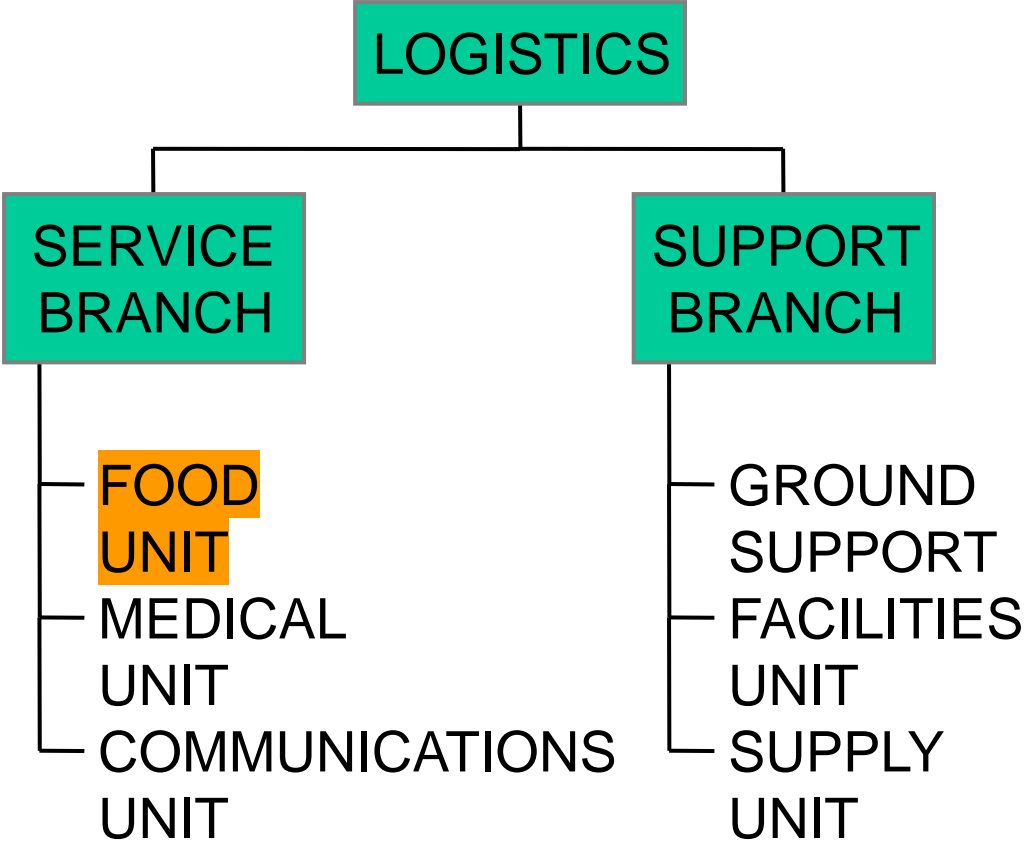 LOGISTICS
SERVICE
BRANCH
FOOD
UNIT
MEDICAL
UNIT
COMMUNICATIONS
UNIT
SUPPORT
BRANCH
GROUND
SUPPORT
FACILITIES
UNIT
SUPPLY
UNIT